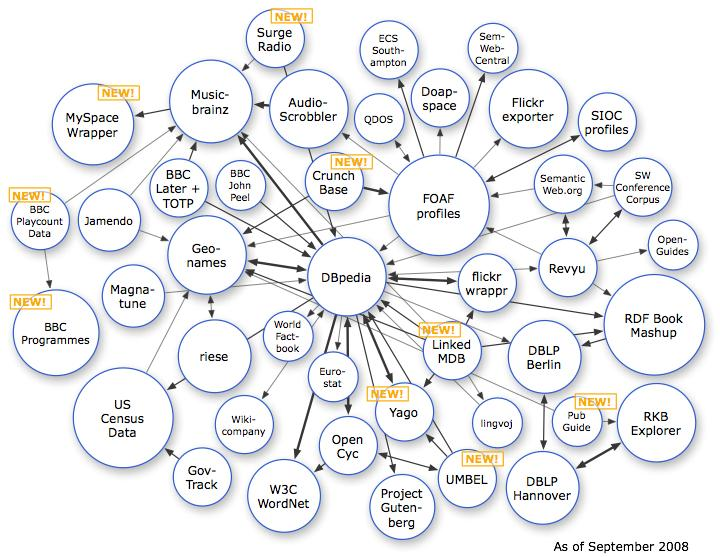 NEW!
Surge
Radio
ECS
South-
ampton
Sem-
Web-
Central
NEW!
MySpace
Wrapper
Music-
brainz
Audio-
Scrobbler
QDOS
Doap-
space
Flickr
exporter
SIOC
profiles
NEW!
BBC
Playcount
Data
Jamendo
BBC
Later +
TOTP
BBC
John
Peel
NEW!
Crunch
Base
FOAF
profiles
Semantic
Web.org
SW
Conference
Corpus
Geo-
names
DBpedia
flickr
wrappr
Revyu
Open-
Guides
Magna-
tune
NEW!
BBC
Programmes
riese
World
Fact-
book
NEW!
Linked
MDB
DBLP
Berlin
RDF Book
Mashup
US
Census
Data
Wiki-
company
Euro-
stat
NEW!
Yago
lingvoj
NEW!
Pub
Guide
RKB
Explorer
Gov-
Track
W3C
WordNet
Open
Cyc
Project
Guten-
berg
NEW!
UMBEL
DBLP
Hannover
As of September 2008